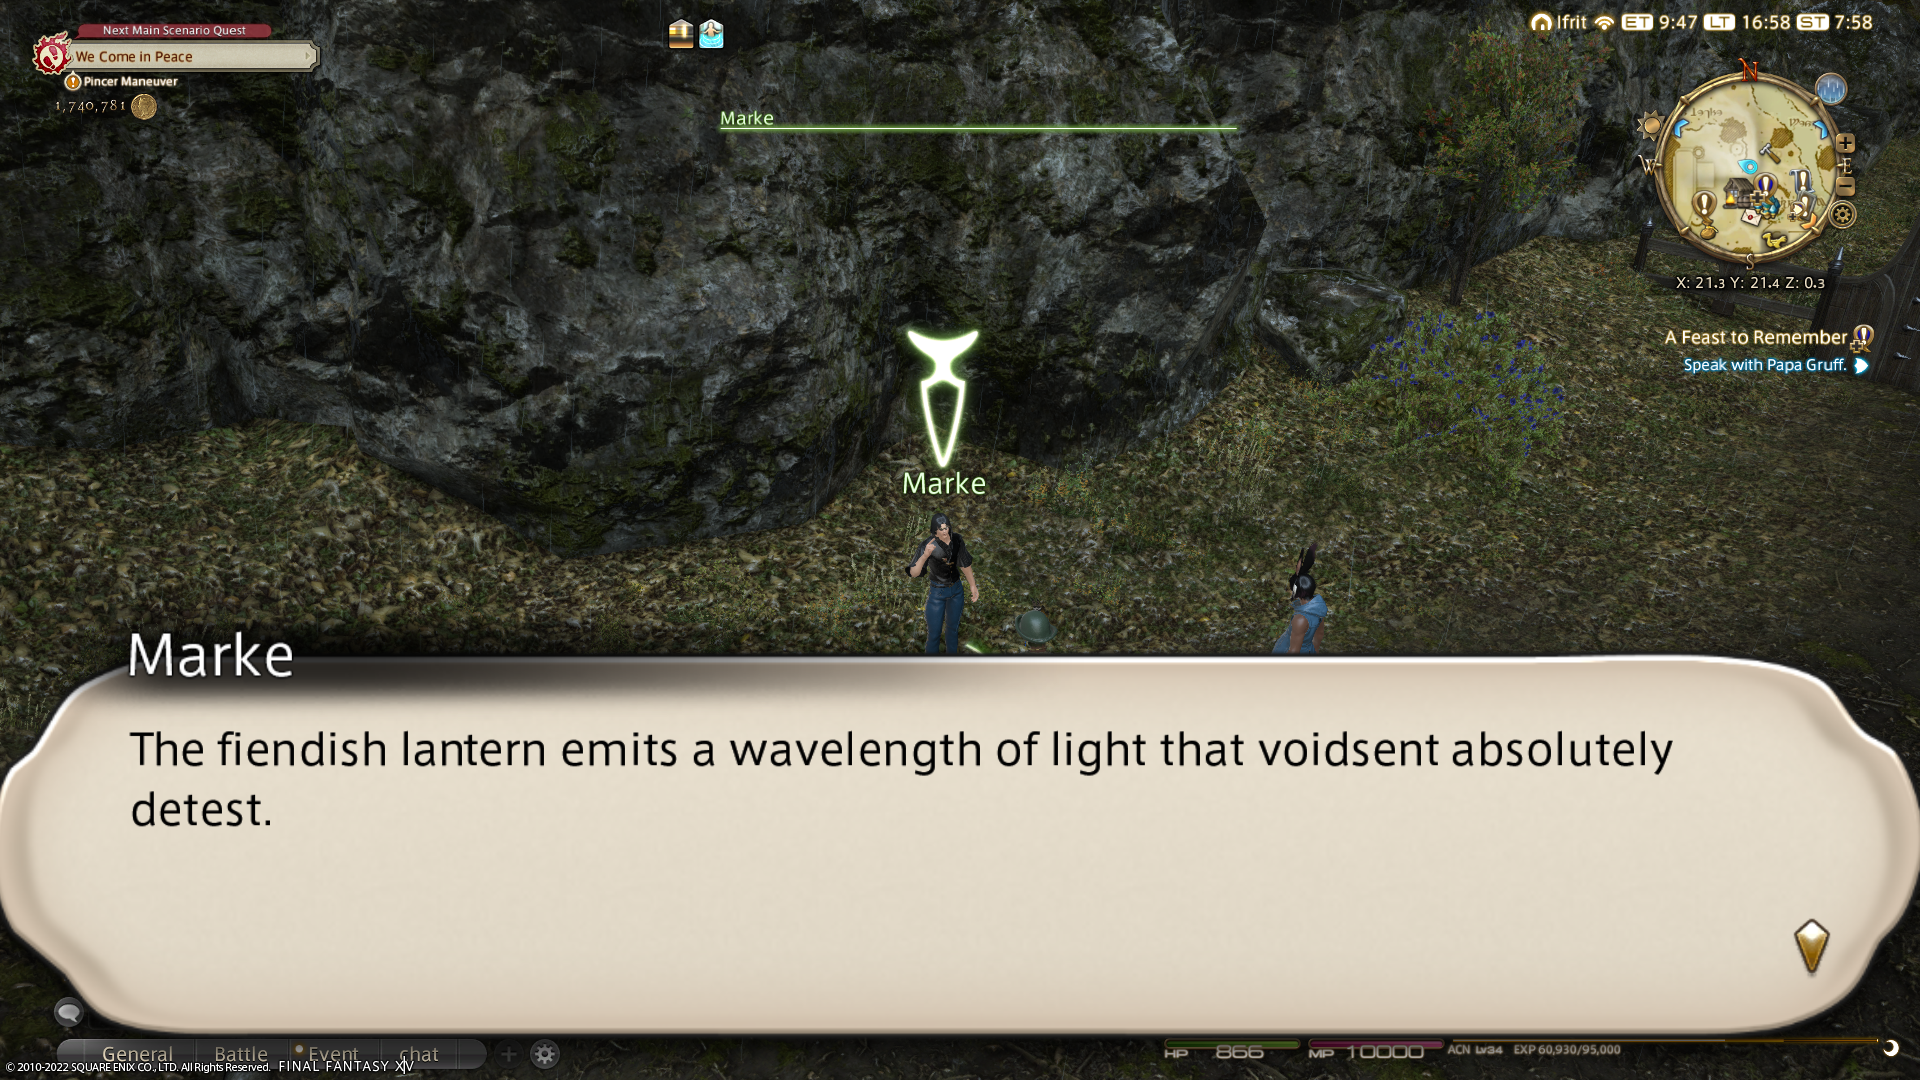 Next Main Scenario Quest
We Come in Peace
Pincer Maneuver
1,740,781
Ifrit ET 9:47 LT 16:58 ST 7:58
N
W
E
S
X: 21.3 Y: 21.4 Z: 0.3
Marke
A Feast to Remember
Speak with Papa Gruff.
Marke
Marke
The fiendish lantern emits a wavelength of light that voidsent absolutely
detest.
General Battle Event chat
HP 866 MP 10000 ACN Lv34 EXP 60,930/95,000
© 2010-2022 SQUARE ENIX CO., LTD. All Rights Reserved. FINAL FANTASY XIV